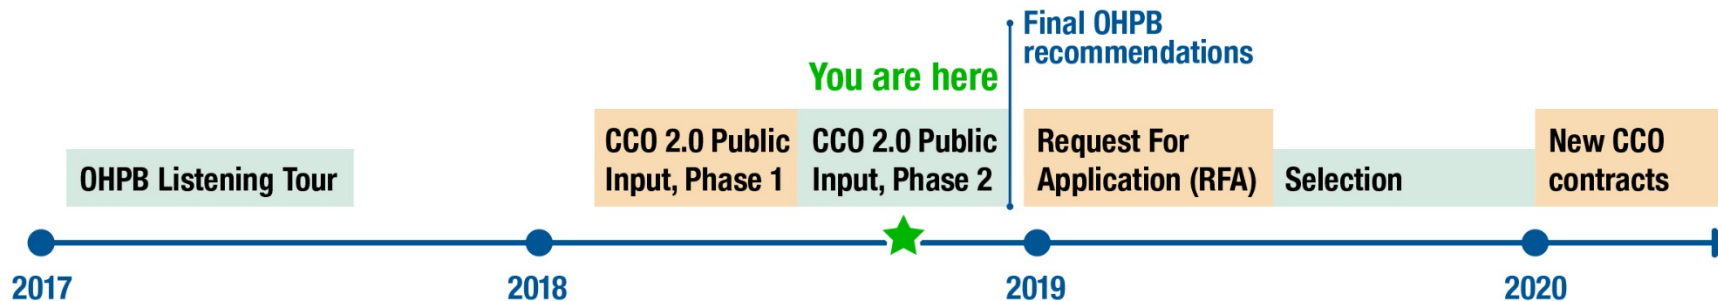 Final OHPB
recommendations
You are here
OHPB Listening Tour
CCO 2.0 Public
Input, Phase 1
CCO 2.0 Public
Input, Phase 2
Request For
Application (RFA)
Selection
New CCO
contracts
2017
2018
2019
2020